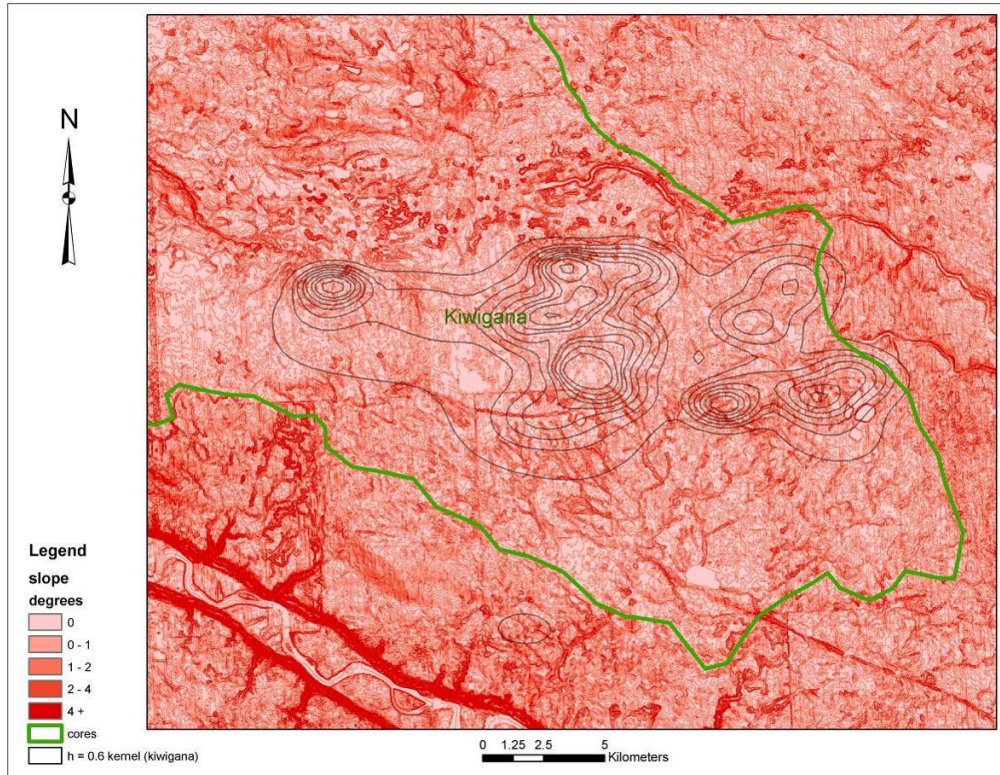 N
Kiwigana
Legend
slope
degrees
0
0 - 1
1 - 2
2 - 4
4 +
cores
h = 0.6 kernel (kiwigana)
0 1.25 2.5 5
Kilometers